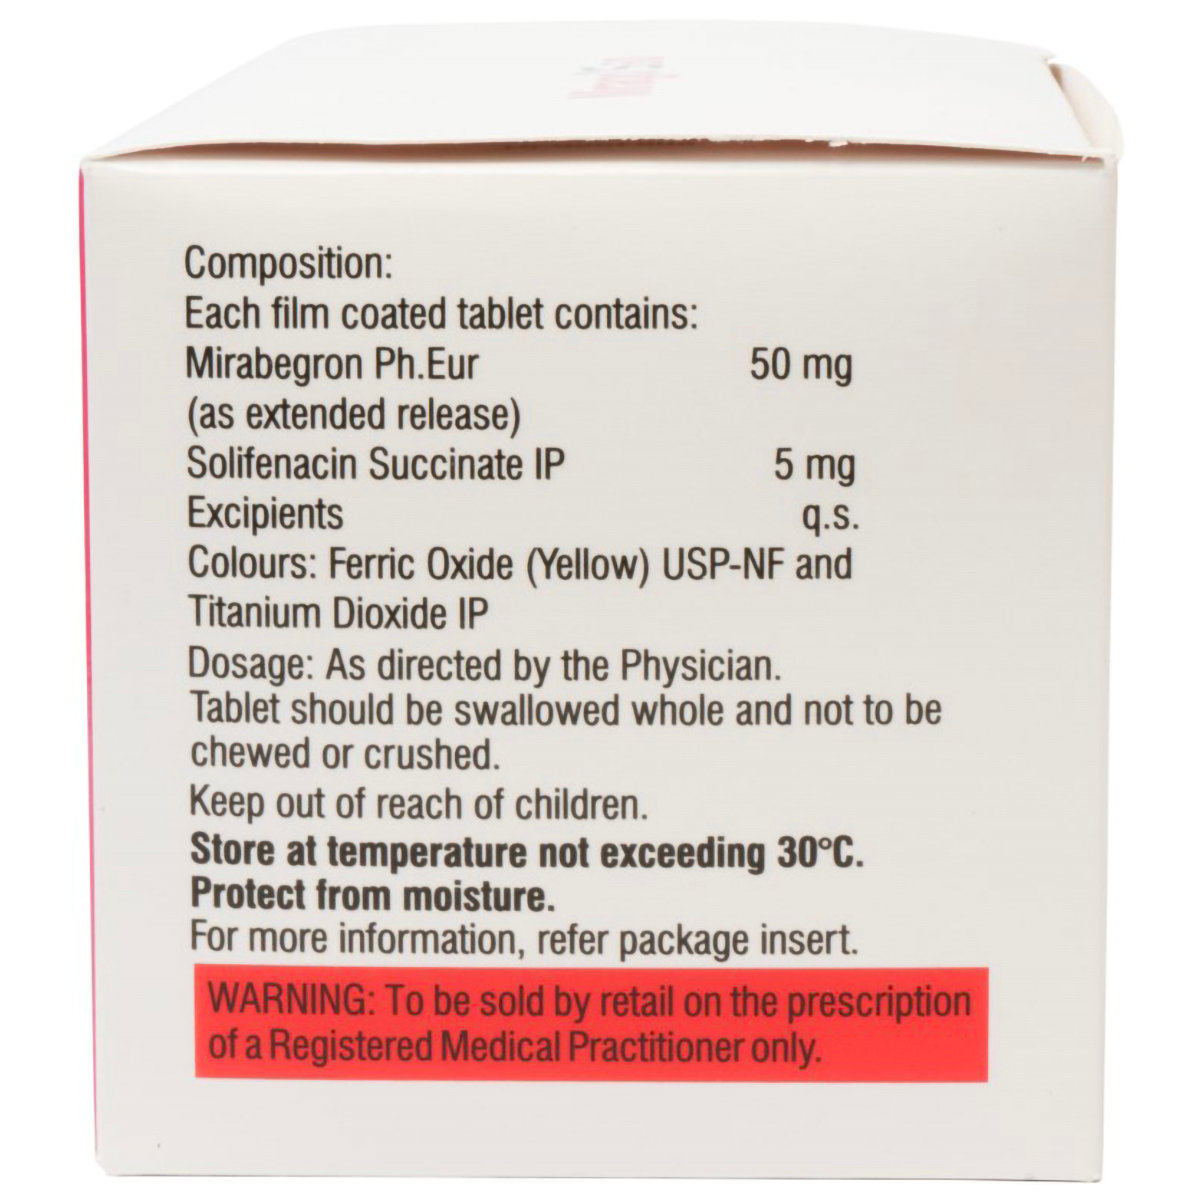 Composition:
Each film coated tablet contains:
Mirabegron Ph.Eur 50 mg
(as extended release)
Solifenacin Succinate IP 5 mg
Excipients q.s.
Colours: Ferric Oxide (Yellow) USP-NF and
Titanium Dioxide IP
Dosage: As directed by the Physician.
Tablet should be swallowed whole and not to be
chewed or crushed.
Keep out of reach of children.
Store at temperature not exceeding 30°C.
Protect from moisture.
For more information, refer package insert.
WARNING: To be sold by retail on the prescription
of a Registered Medical Practitioner only.